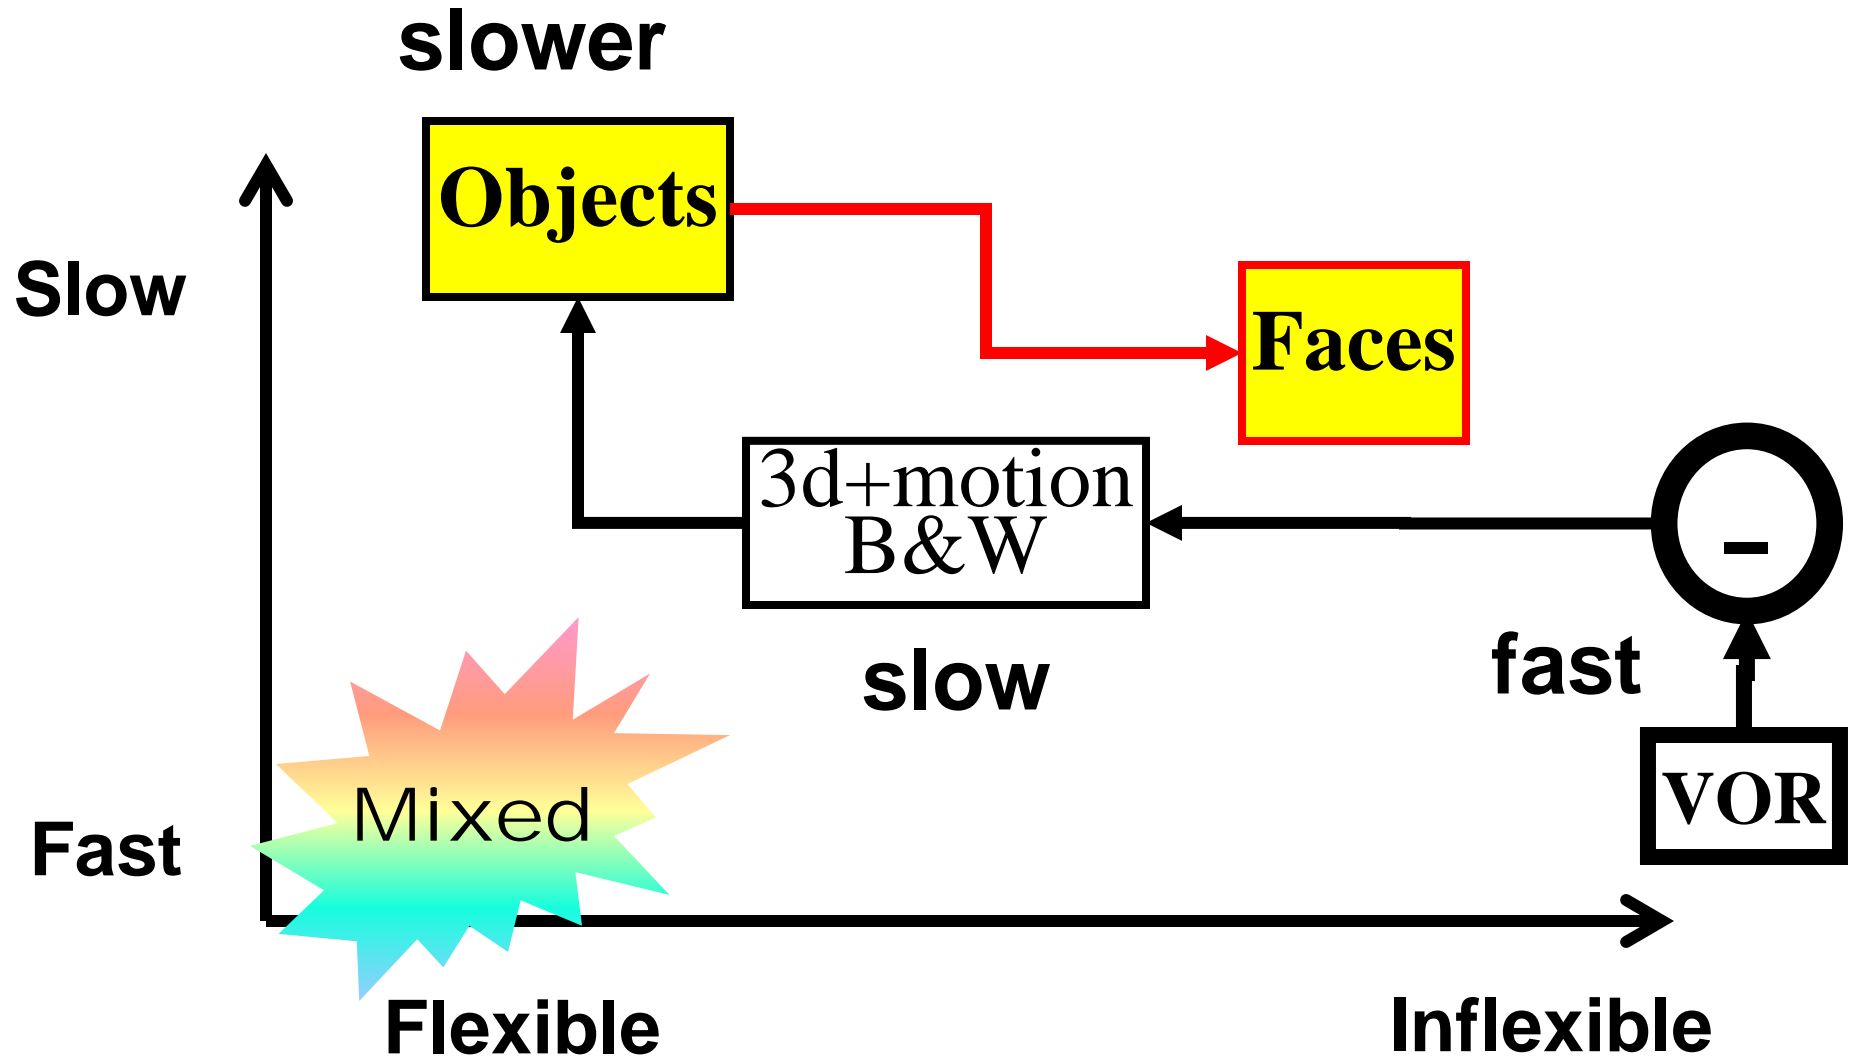 slower
Objects
Slow
Faces
3d+motion
B&W
-
slow
fast
VOR
Mixed
Fast
Flexible
Inflexible